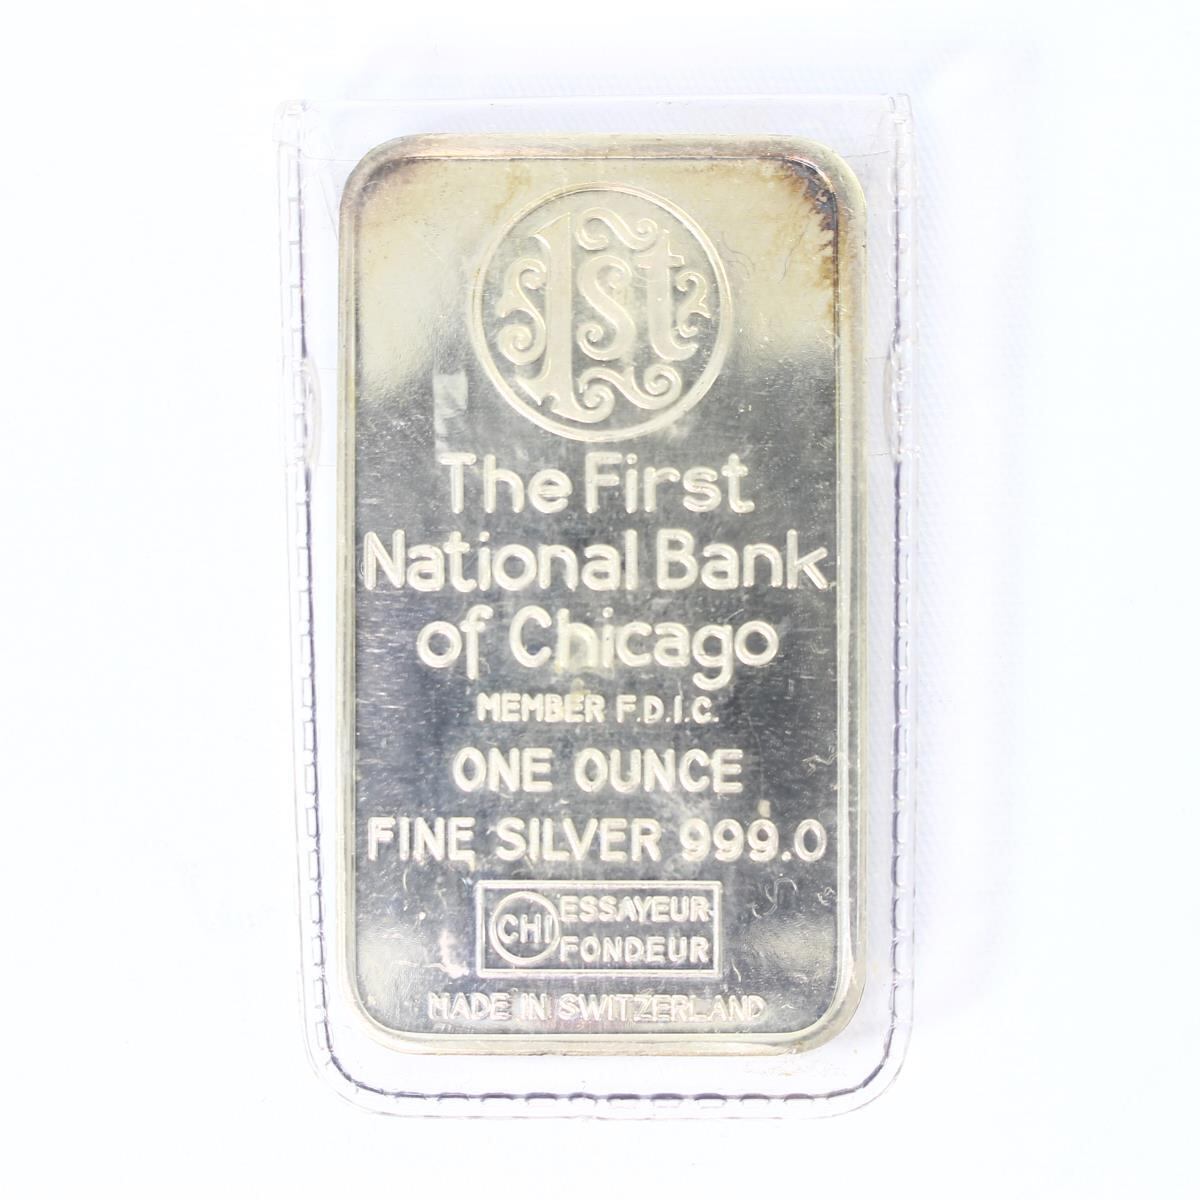 1st
The First
National Bank
of Chicago
MEMBER F.D.I.C.
ONE OUNCE
FINE SILVER 999.0
CHI ESSAYEUR
FONDEUR
MADE IN SWITZERLAND